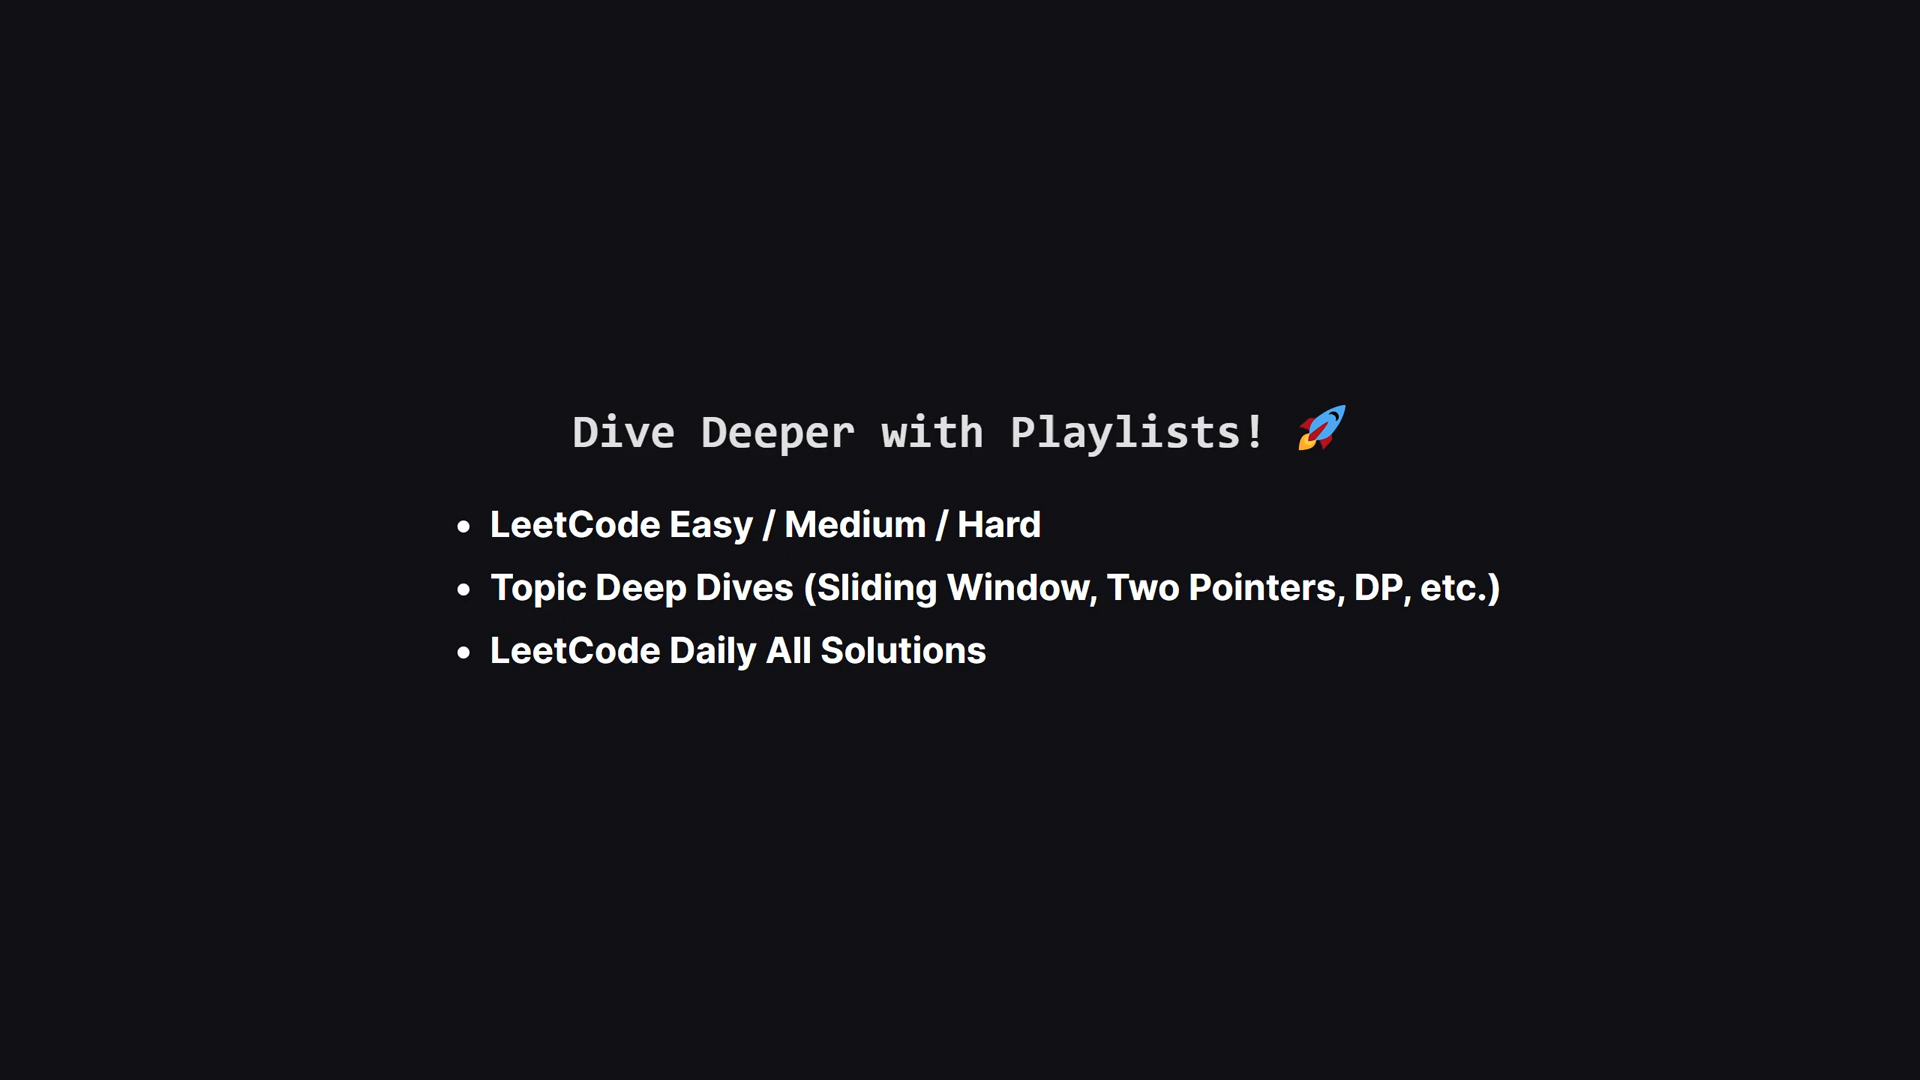 Dive Deeper with Playlists! 🚀
• LeetCode Easy / Medium / Hard
• Topic Deep Dives (Sliding Window, Two Pointers, DP, etc.)
• LeetCode Daily All Solutions